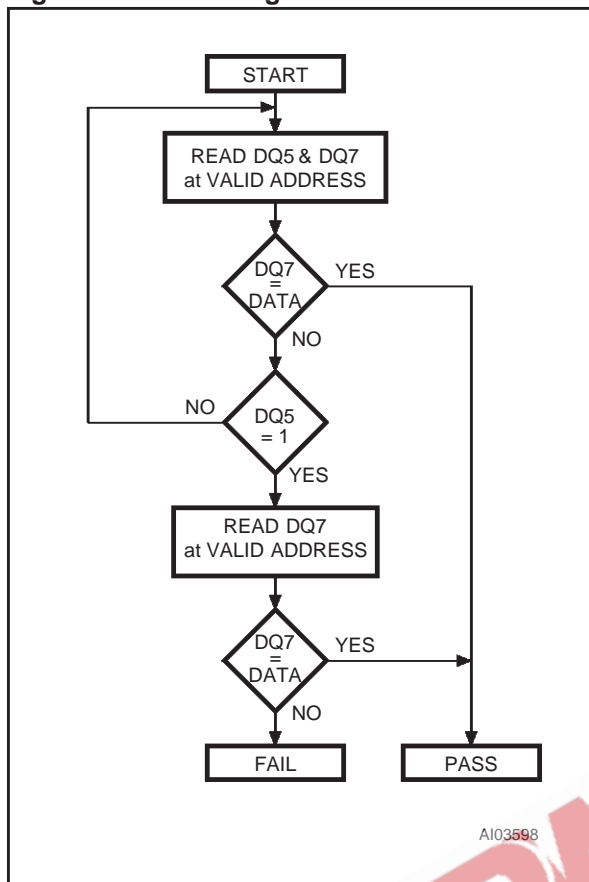 START
READ DQ5 & DQ7
at VALID ADDRESS
DQ7
=
DATA
YES
NO
NO
DQ5
= 1
YES
READ DQ7
at VALID ADDRESS
DQ7
=
DATA
YES
NO
FAIL
PASS
AI03598